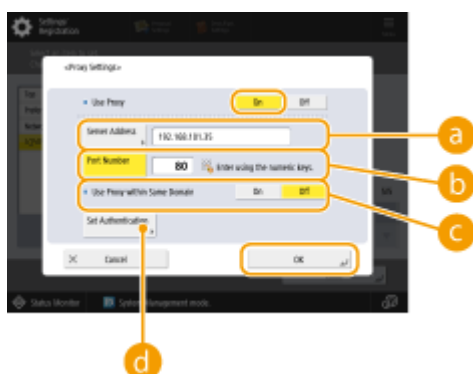 Settings/
Registration
<Proxy Settings>
Use Proxy
On
Off
Server Address
192.168.101.35
a
Port Number
80
Enter using the numeric keys.
b
Use Proxy within Same Domain
On
Off
c
Set Authentication
Cancel
OK
Status Monitor
System Management mode.
d